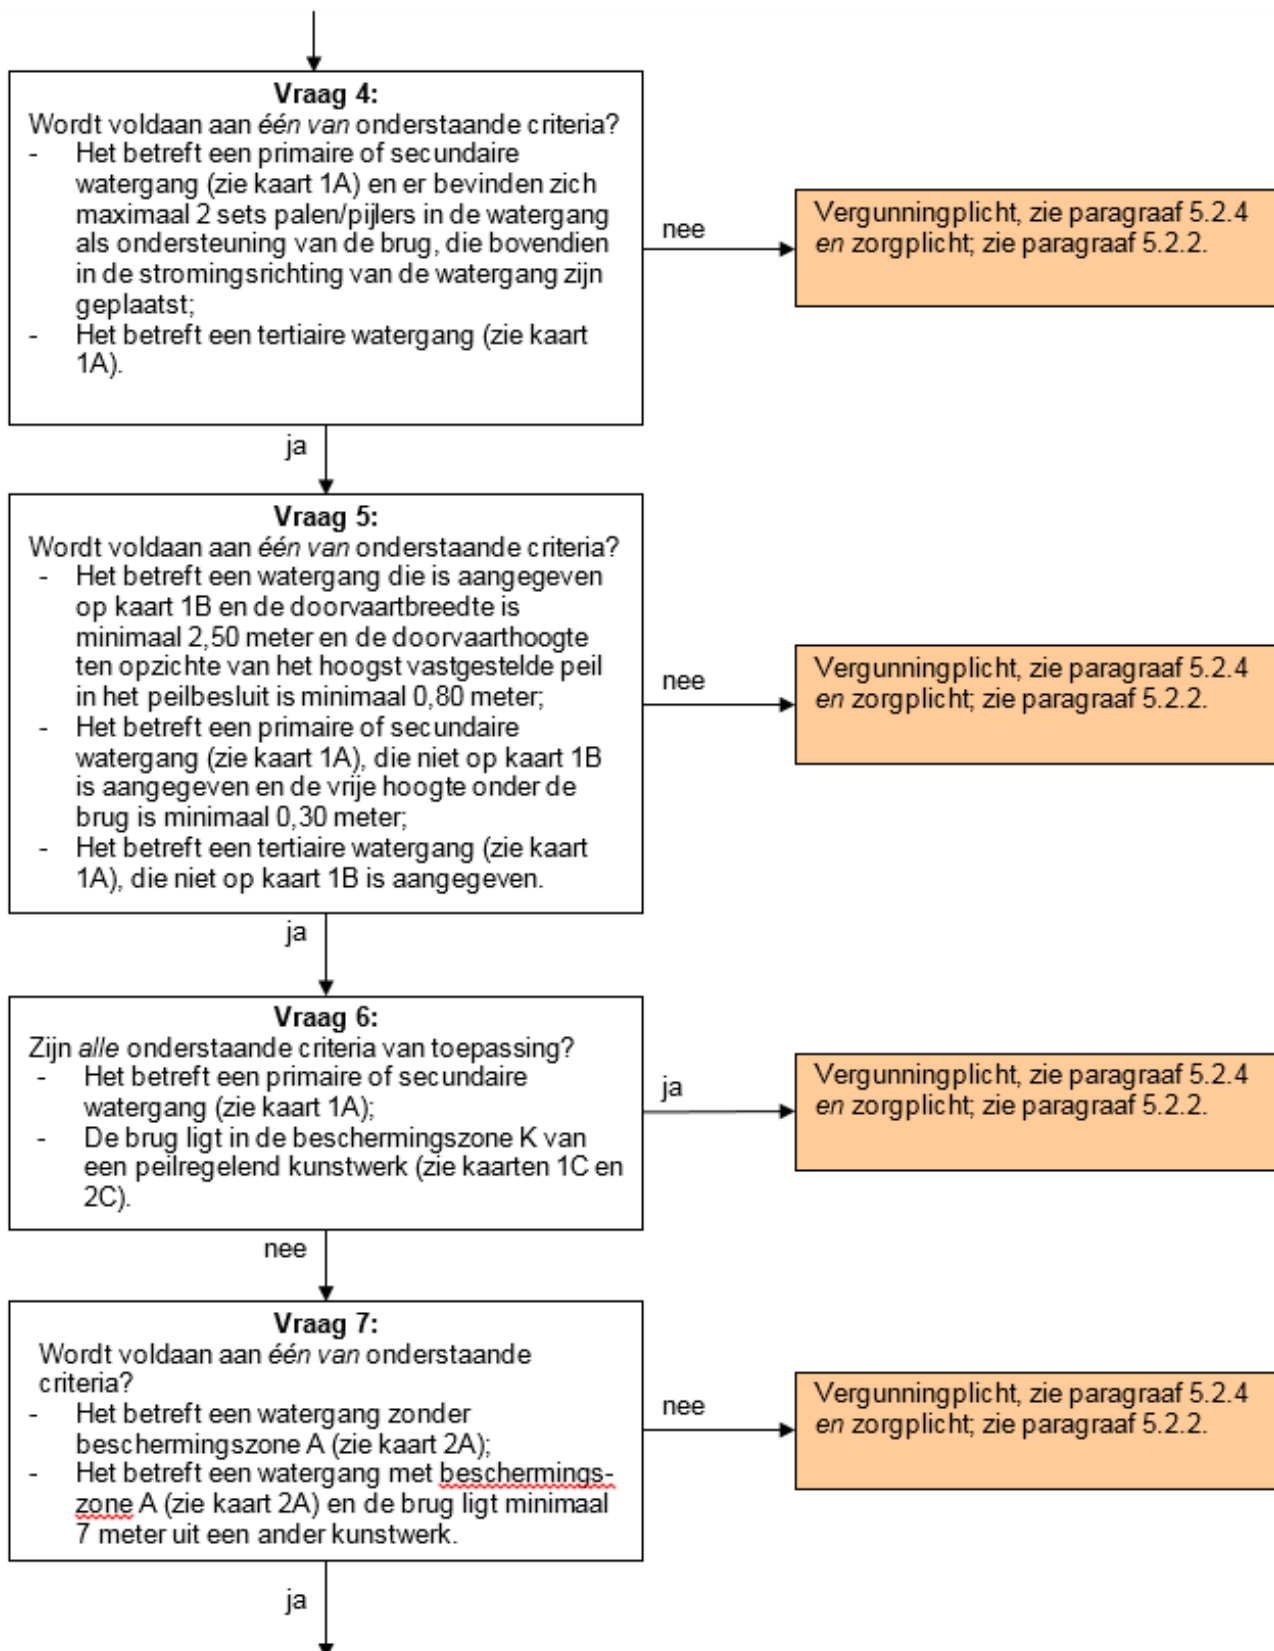 Vraag 4:
Wordt voldaan aan één van onderstaande criteria?
- Het betreft een primaire of secundaire
watergang (zie kaart 1A) en er bevinden zich
maximaal 2 sets palen/pijlers in de watergang
als ondersteuning van de brug, die bovendien
in de stromingsrichting van de watergang zijn
geplaatst;
- Het betreft een tertiaire watergang (zie kaart
1A).
nee
Vergunningplicht, zie paragraaf 5.2.4
en zorgplicht; zie paragraaf 5.2.2.
ja
Vraag 5:
Wordt voldaan aan één van onderstaande criteria?
- Het betreft een watergang die is aangegeven
op kaart 1B en de doorvaartbreedte is
minimaal 2,50 meter en de doorvaarthoogte
ten opzichte van het hoogst vastgestelde peil
in het peilbesluit is minimaal 0,80 meter;
- Het betreft een primaire of secundaire
watergang (zie kaart 1A), die niet op kaart 1B
is aangegeven en de vrije hoogte onder de
brug is minimaal 0,30 meter;
- Het betreft een tertiaire watergang (zie kaart
1A), die niet op kaart 1B is aangegeven.
nee
Vergunningplicht, zie paragraaf 5.2.4
en zorgplicht; zie paragraaf 5.2.2.
ja
Vraag 6:
Zijn alle onderstaande criteria van toepassing?
- Het betreft een primaire of secundaire
watergang (zie kaart 1A);
- De brug ligt in de beschermingszone K van
een peilregelend kunstwerk (zie kaarten 1C en
2C).
ja
Vergunningplicht, zie paragraaf 5.2.4
en zorgplicht; zie paragraaf 5.2.2.
nee
Vraag 7:
Wordt voldaan aan één van onderstaande
criteria?
- Het betreft een watergang zonder
beschermingszone A (zie kaart 2A);
- Het betreft een watergang met beschermings-
zone A (zie kaart 2A) en de brug ligt minimaal
7 meter uit een ander kunstwerk.
nee
Vergunningplicht, zie paragraaf 5.2.4
en zorgplicht; zie paragraaf 5.2.2.
ja